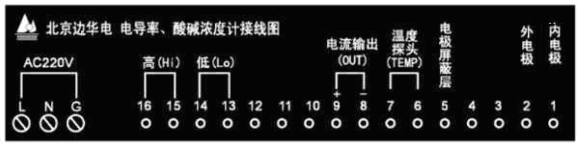 北京边华电 电导率、酸碱浓度计接线图
AC220V
L N G
高(Hi) 低(Lo)
电流输出
(OUT)
+ −
温度
探头
(TEMP)
电极屏蔽层
外电极
内电极
16 15 14 13 12 11 10 9 8 7 6 5 4 3 2 1